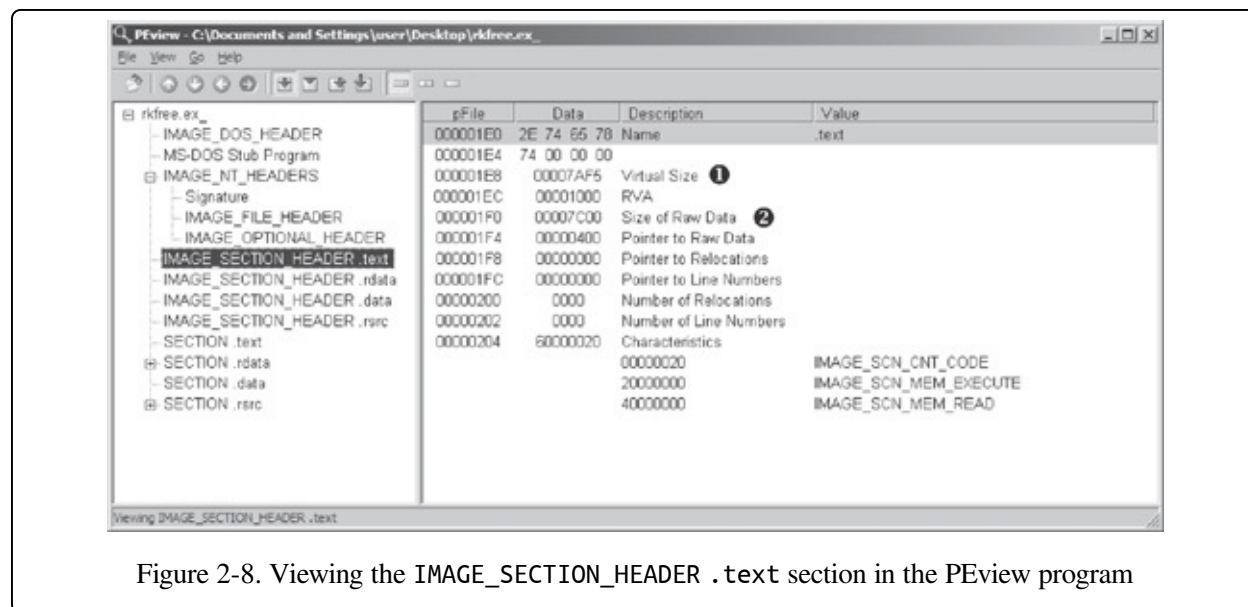 PEview - C:\Documents and Settings\user\Desktop\rkfree.ex_
File View Go Help
rkfree.ex_
IMAGE_DOS_HEADER
MS-DOS Stub Program
IMAGE_NT_HEADERS
Signature
IMAGE_FILE_HEADER
IMAGE_OPTIONAL_HEADER
IMAGE_SECTION_HEADER .text
IMAGE_SECTION_HEADER .rdata
IMAGE_SECTION_HEADER .data
IMAGE_SECTION_HEADER .rsrc
SECTION .text
SECTION .rdata
SECTION .data
SECTION .rsrc
pFile Data Description Value
000001E0 2E 74 65 78 Name .text
000001E4 74 00 00 00
000001E8 00007AF5 Virtual Size ❶
000001EC 00001000 RVA
000001F0 00007C00 Size of Raw Data ❷
000001F4 00000400 Pointer to Raw Data
000001F8 00000000 Pointer to Relocations
000001FC 00000000 Pointer to Line Numbers
00000200 0000 Number of Relocations
00000202 0000 Number of Line Numbers
00000204 60000020 Characteristics
00000020 IMAGE_SCN_CNT_CODE
20000000 IMAGE_SCN_MEM_EXECUTE
40000000 IMAGE_SCN_MEM_READ
Viewing IMAGE_SECTION_HEADER .text
Figure 2-8. Viewing the IMAGE_SECTION_HEADER .text section in the PEview program